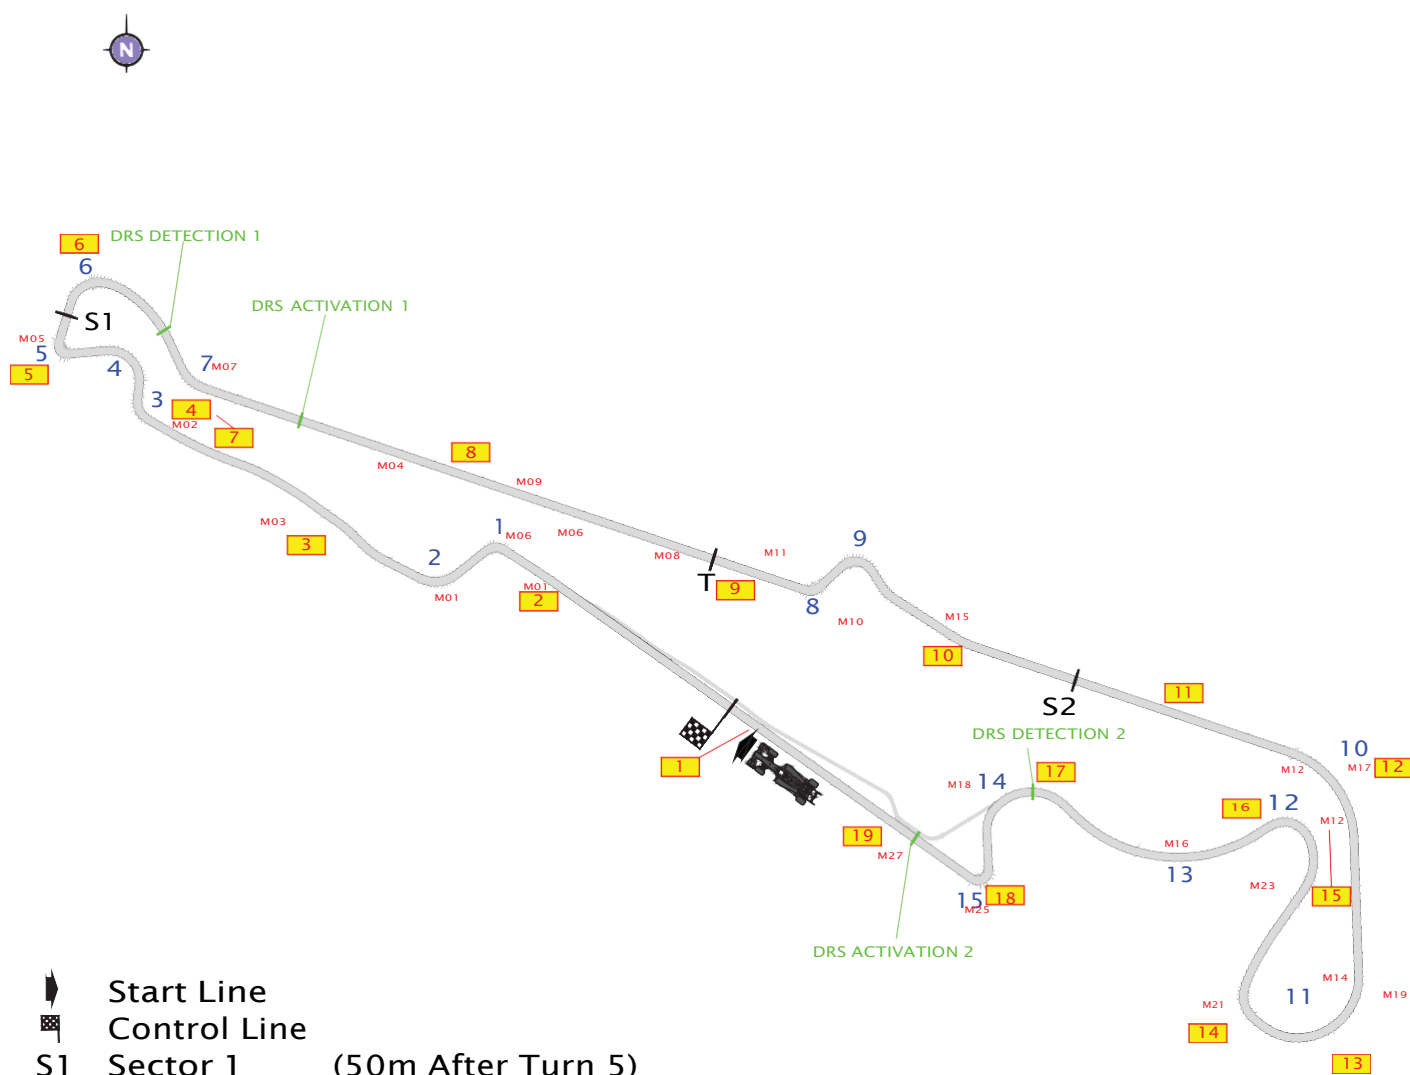 N
6
DRS DETECTION 1
6
DRS ACTIVATION 1
S1
M05
5
4
7
M07
5
3
4
M02
7
8
M04
M09
M03
3
1
M06
M06
2
M01
M01
2
M08
T
M11
9
9
8
M10
M15
10
S2
11
DRS DETECTION 2
1
10
M12
M17
12
M18
14
17
16
12
M12
19
M27
M16
13
M23
15
15
18
M25
DRS ACTIVATION 2
M14
11
M19
M21
14
13
Start Line
Control Line
S1 Sector 1 (50m After Turn 5)